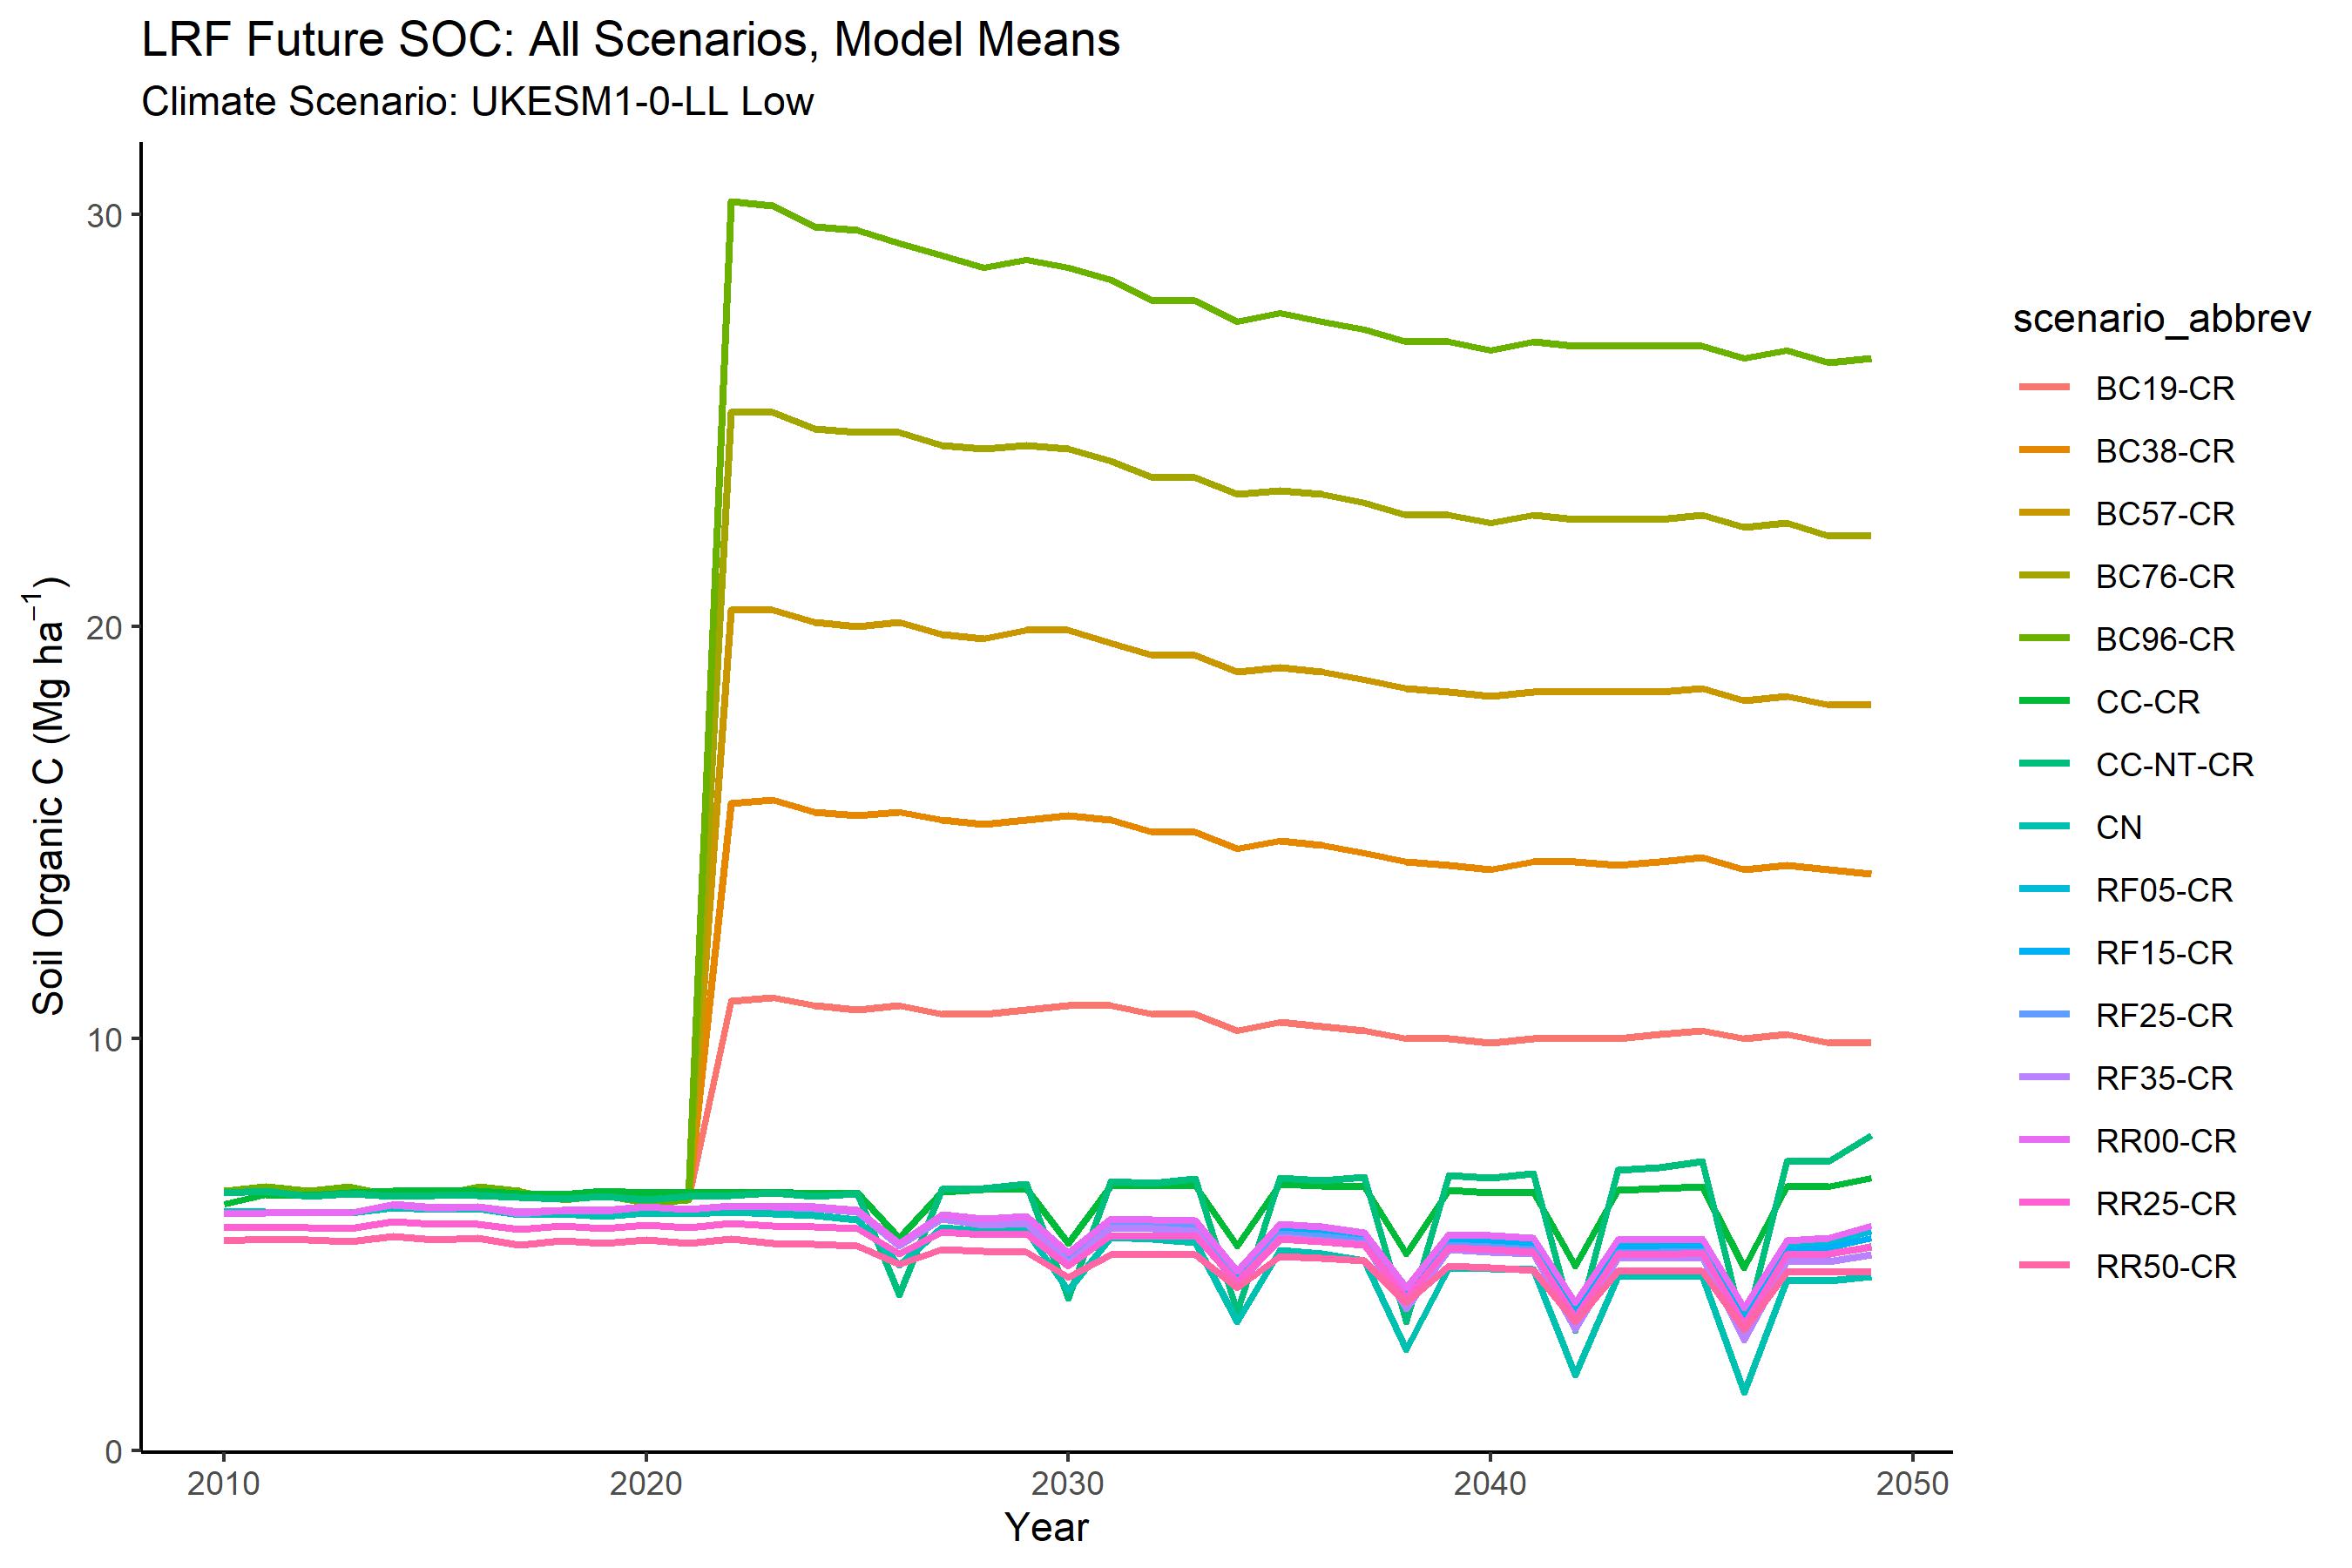 LRF Future SOC: All Scenarios, Model Means
Climate Scenario: UKESM1-0-LL Low
30
20
10
0
Soil Organic C (Mg ha⁻¹)
2010
2020
2030
2040
2050
Year
scenario_abbrev
BC19-CR
BC38-CR
BC57-CR
BC76-CR
BC96-CR
CC-CR
CC-NT-CR
CN
RF05-CR
RF15-CR
RF25-CR
RF35-CR
RR00-CR
RR25-CR
RR50-CR